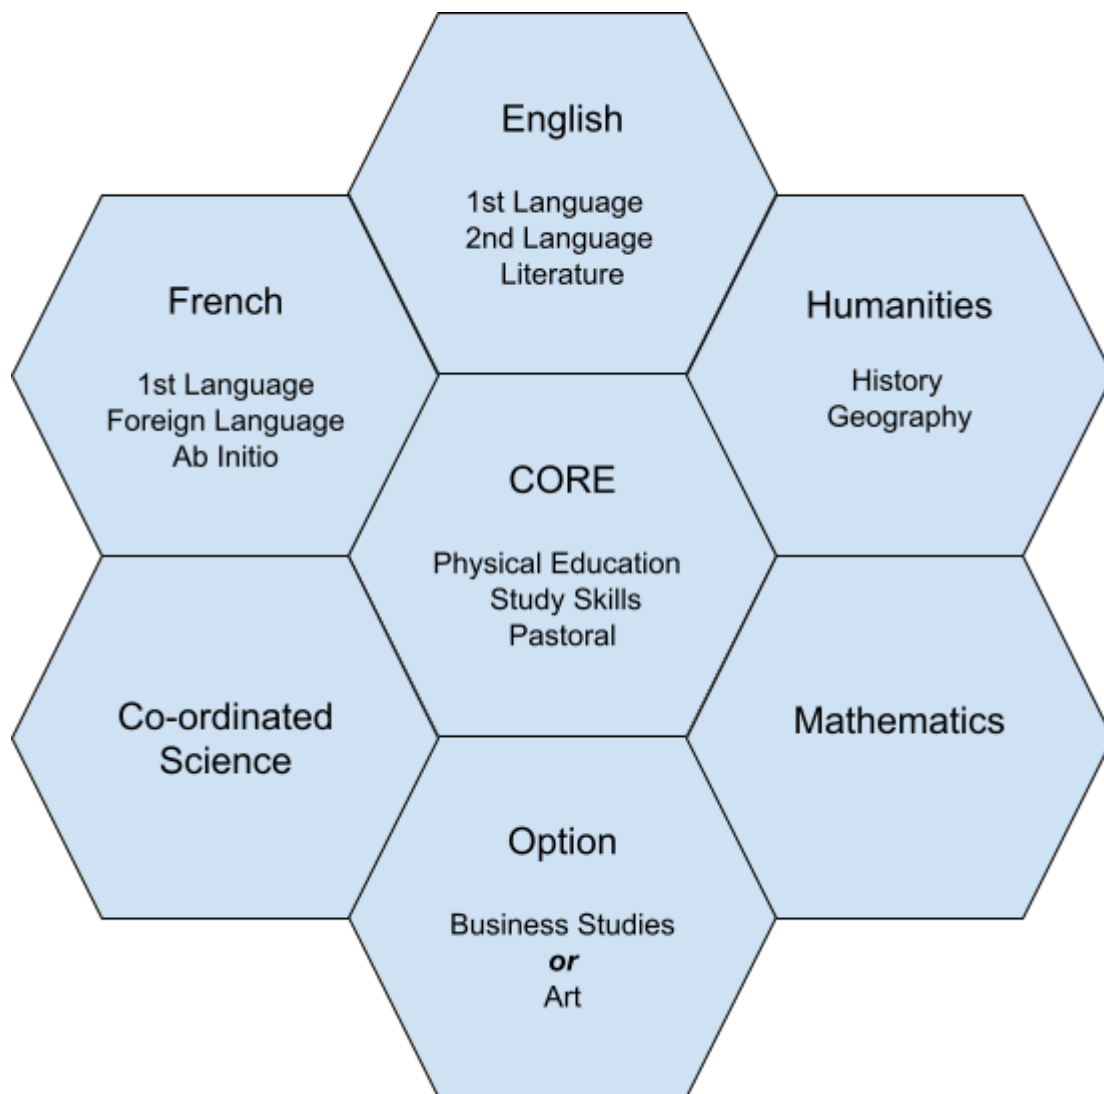 English
1st Language
2nd Language
Literature
French
1st Language
Foreign Language
Ab Initio
Humanities
History
Geography
CORE
Physical Education
Study Skills
Pastoral
Co-ordinated
Science
Mathematics
Option
Business Studies
or
Art